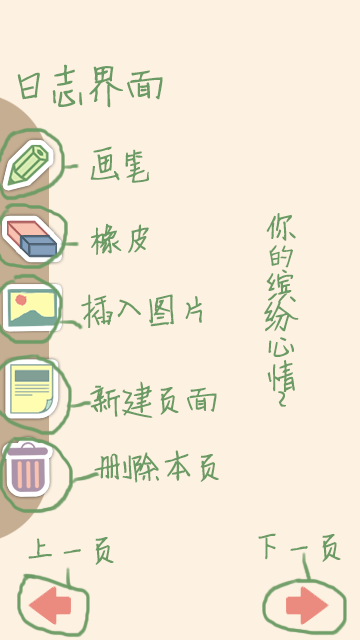 日志界面
画笔
橡皮
你的缤纷心情~
插入图片
新建页面
删除本页
上一页
下一页